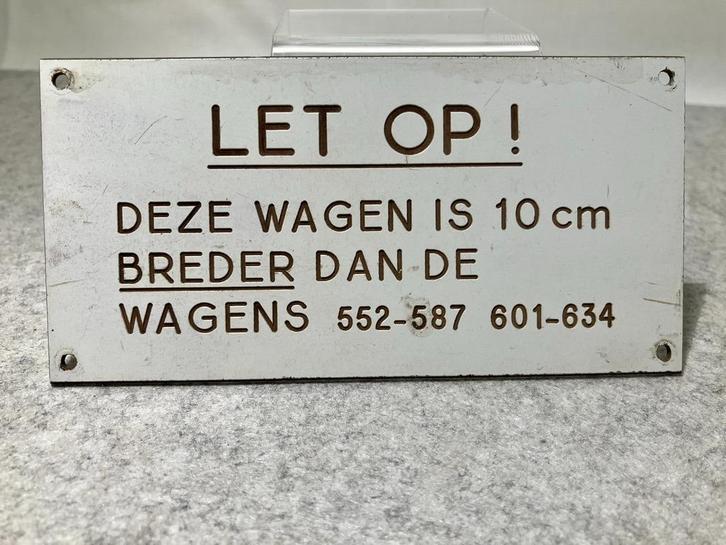 LET OP!
DEZE WAGEN IS 10 cm
BREDER DAN DE
WAGENS 552-587 601-634